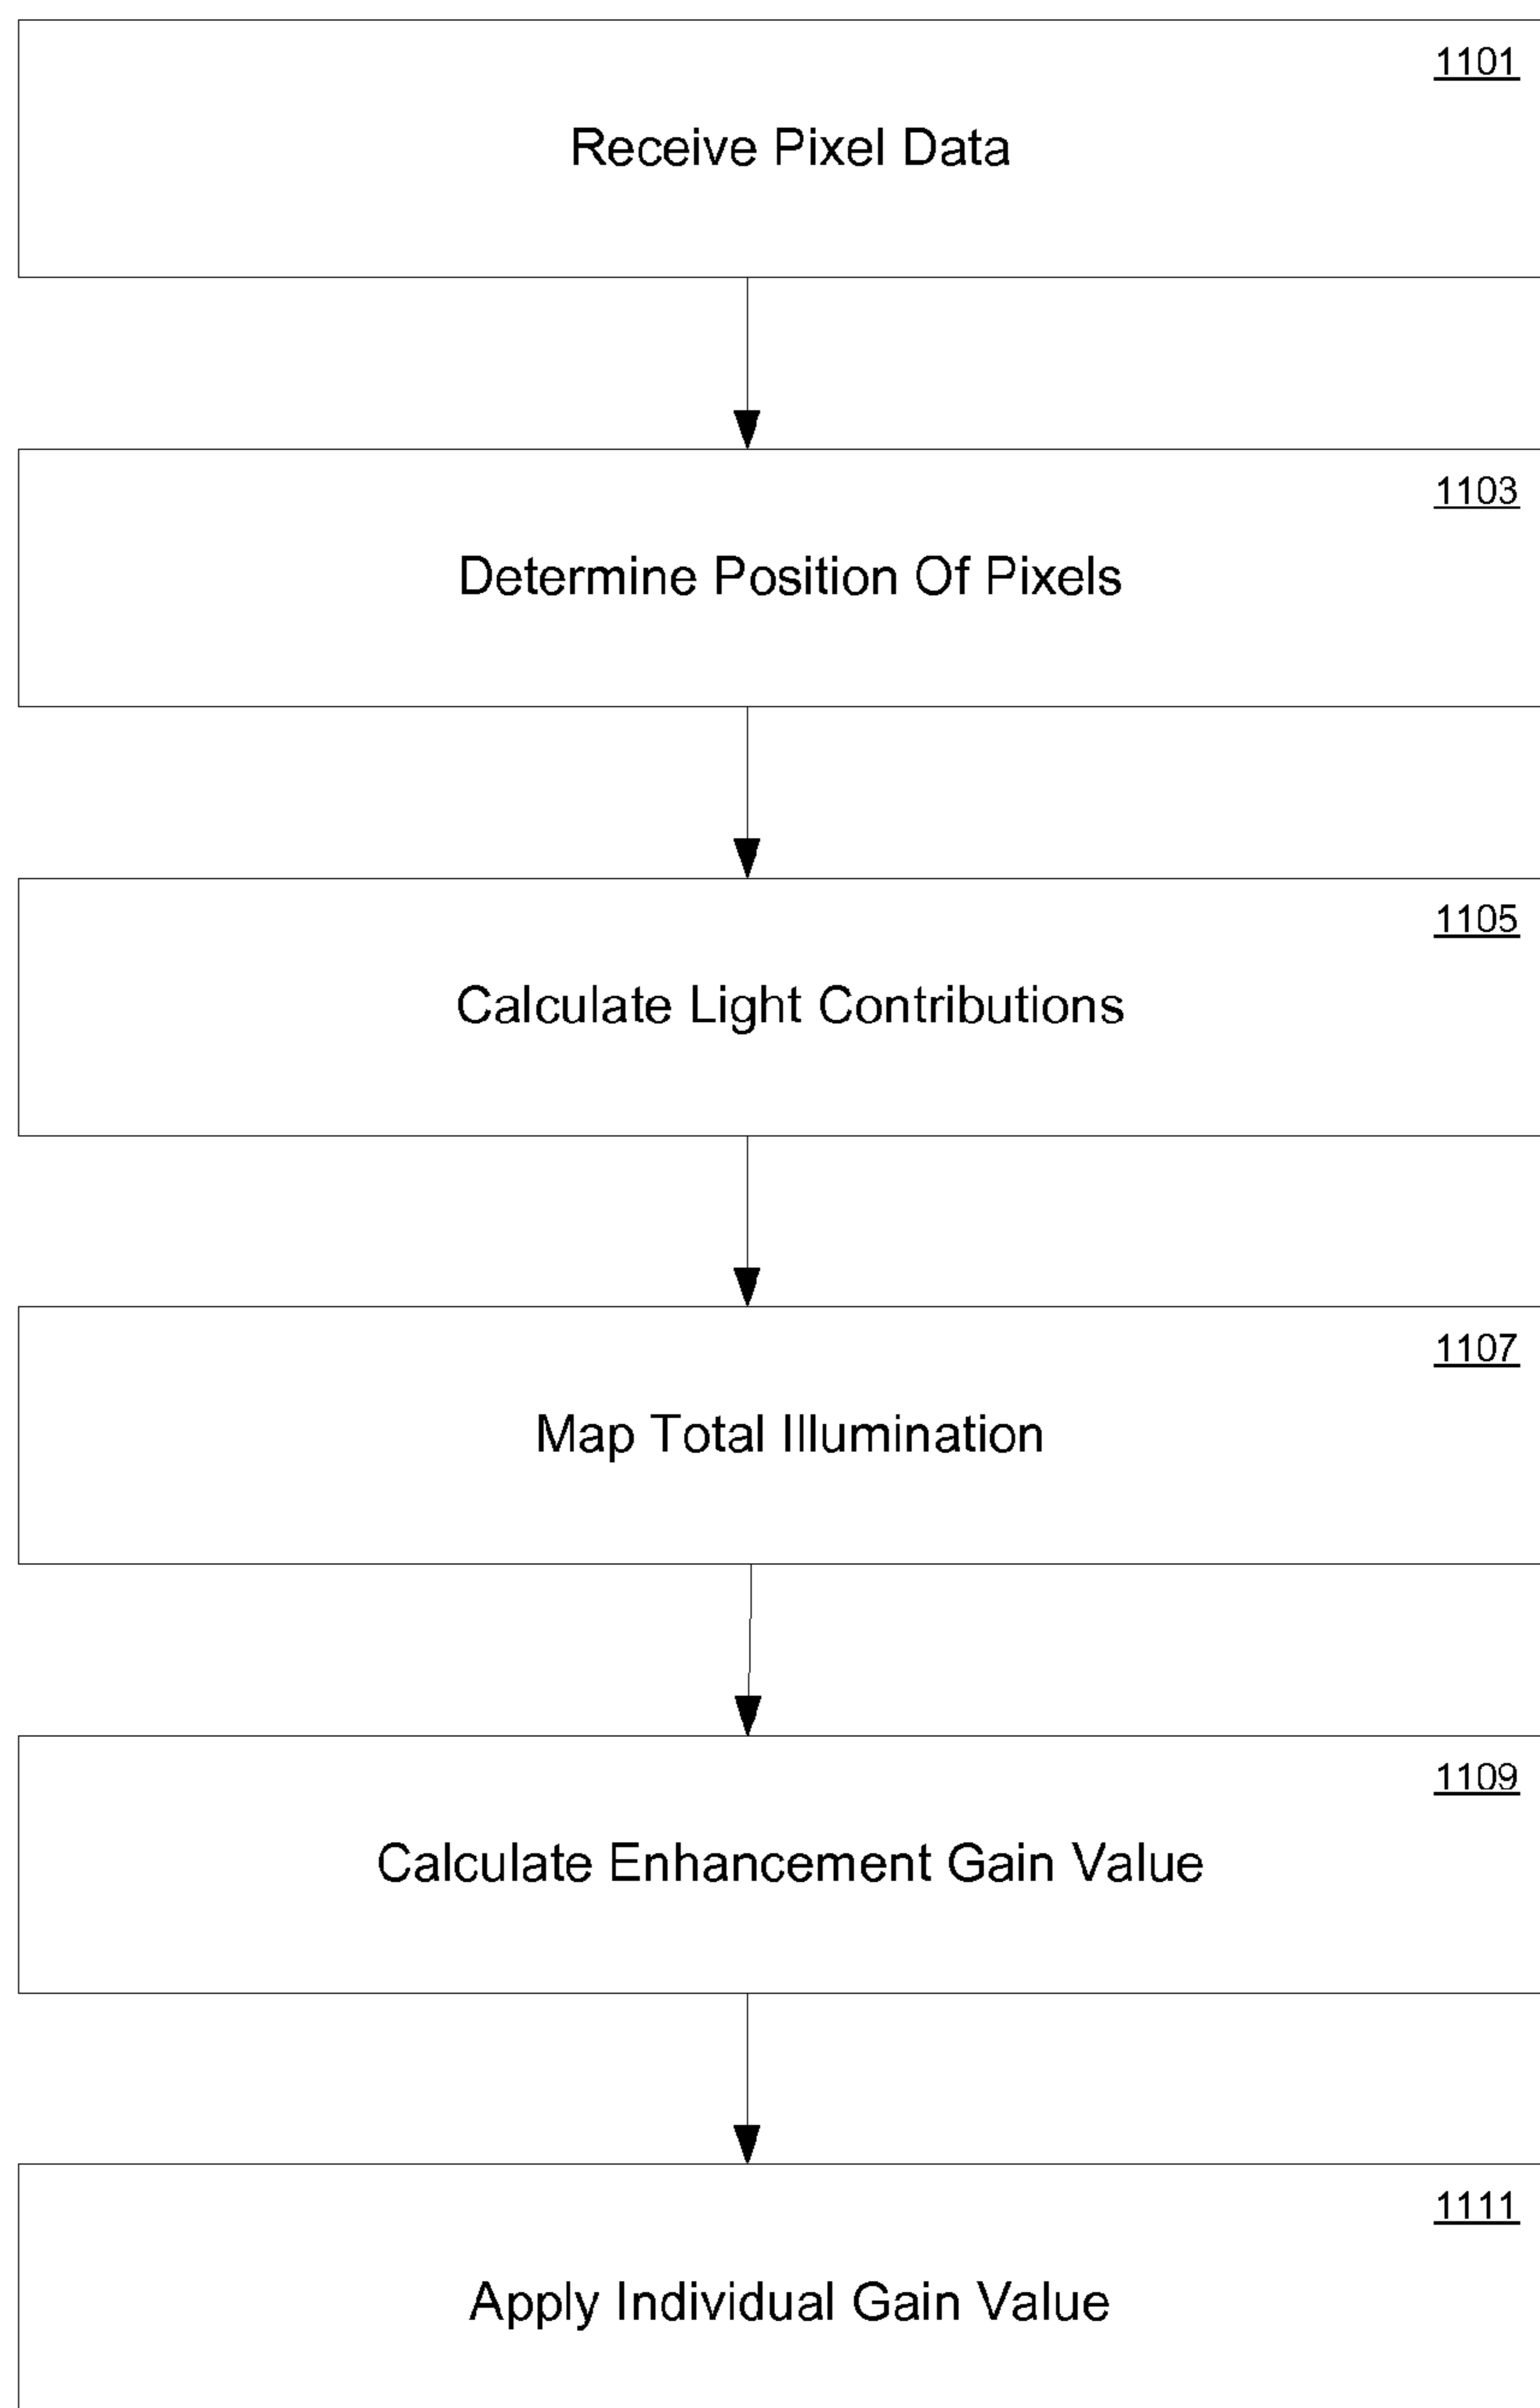 1101
Receive Pixel Data
1103
Determine Position Of Pixels
1105
Calculate Light Contributions
1107
Map Total Illumination
1109
Calculate Enhancement Gain Value
1111
Apply Individual Gain Value